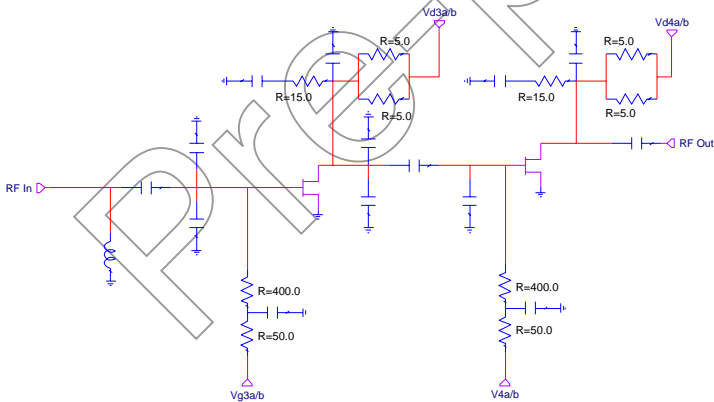 Vd3a/b
Vd4a/b
R=5.0
R=5.0
R=15.0
R=15.0
R=5.0
R=5.0
RF Out
RF In
R=400.0
R=400.0
R=50.0
R=50.0
Vg3a/b
V4a/b